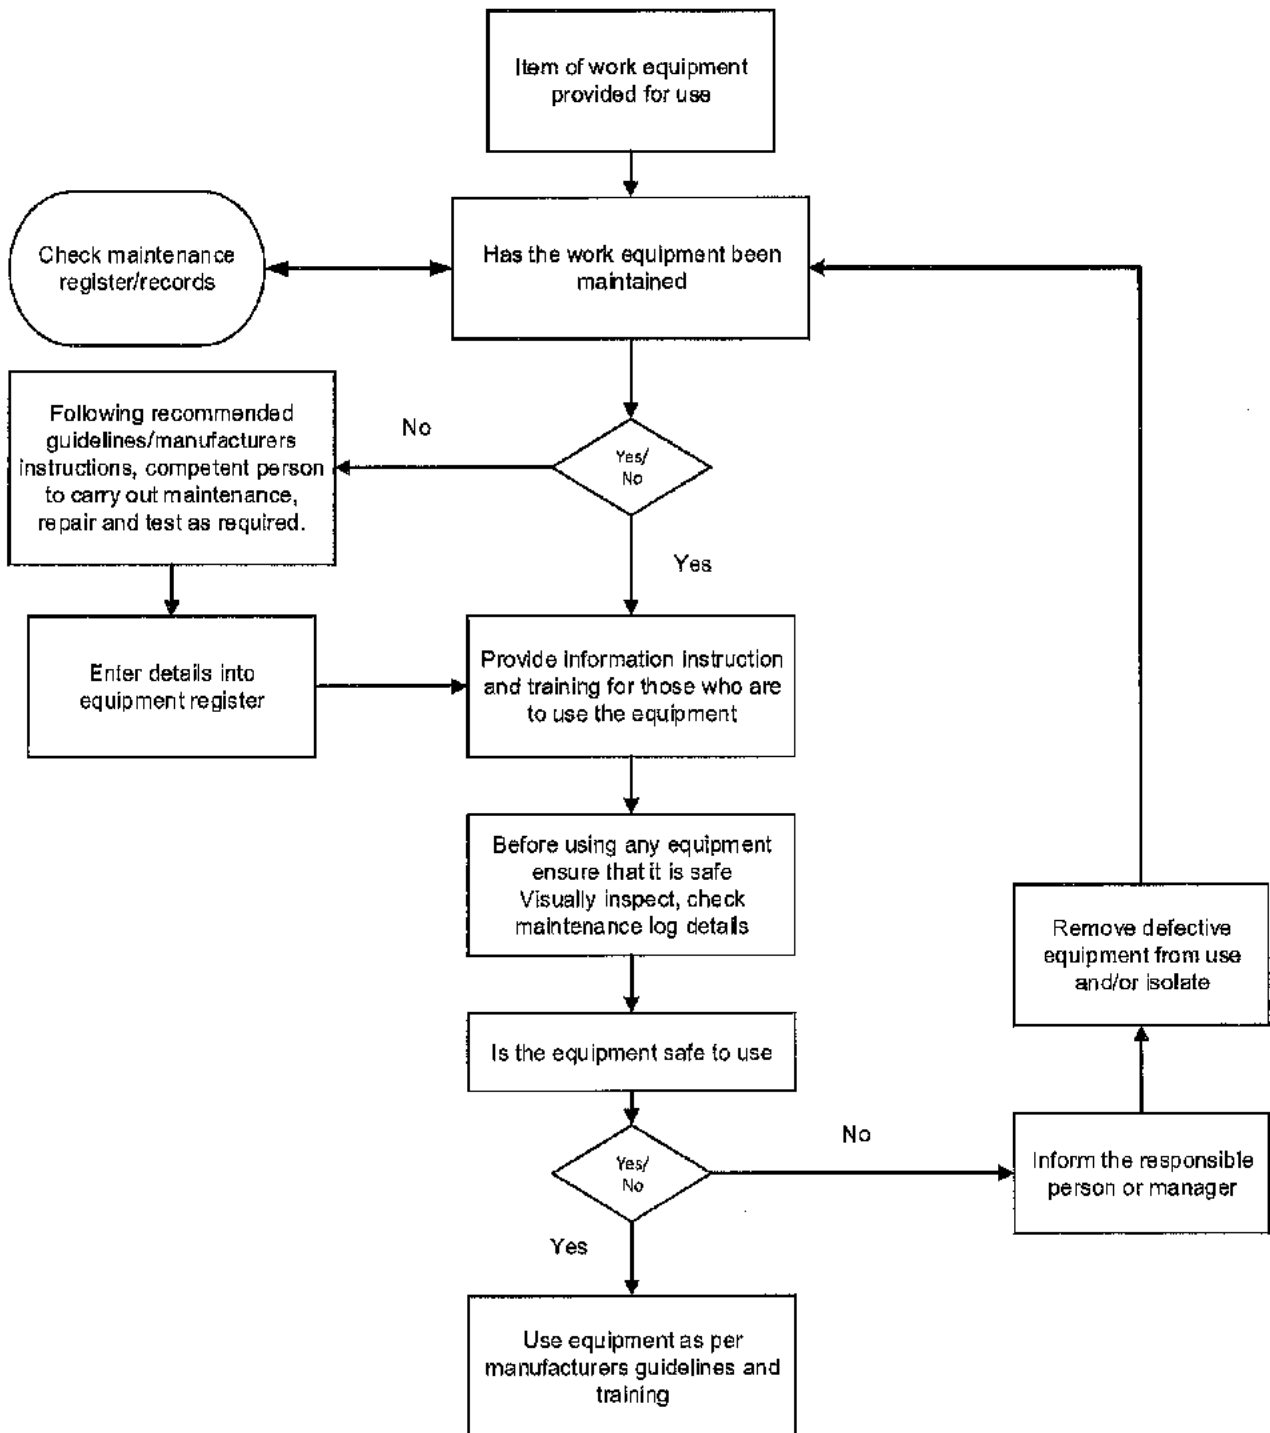 Item of work equipment
provided for use
Check maintenance
register/records
Has the work equipment been
maintained
Following recommended
guidelines/manufacturers
instructions, competent person
to carry out maintenance,
repair and test as required.
No
Yes/
No
Yes
Enter details into
equipment register
Provide information instruction
and training for those who are
to use the equipment
Before using any equipment
ensure that it is safe
Visually inspect, check
maintenance log details
Remove defective
equipment from use
and/or isolate
Is the equipment safe to use
Yes/
No
No
Inform the responsible
person or manager
Yes
Use equipment as per
manufacturers guidelines and
training